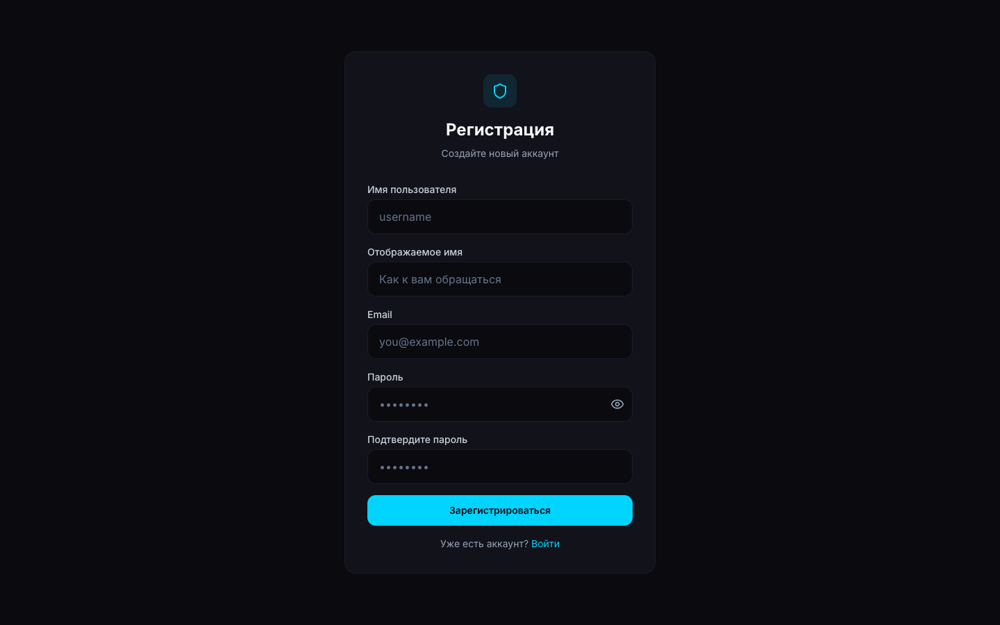 Регистрация
Создайте новый аккаунт
Имя пользователя
username
Отображаемое имя
Как к вам обращаться
Email
you@example.com
Пароль
••••••••
Подтвердите пароль
••••••••
Зарегистрироваться
Уже есть аккаунт? Войти